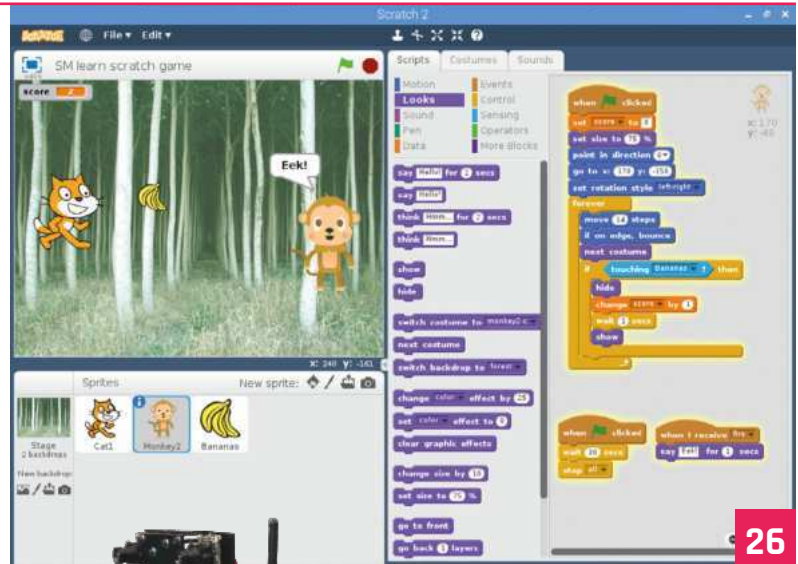 Scratch 2
SCRATCH File Edit
SM learn scratch game
score 2
Eek!
X: 240 Y: -161
Sprites New sprite:
Stage
2 backdrops
New backdrop
Cat1 Monkey2 Bananas
Scripts Costumes Sounds
Motion Events
Looks Control
Sound Sensing
Pen Operators
Data More Blocks
say Hello! for 2 secs
say Hello!
think Hmm... for 2 secs
think Hmm...
show
hide
switch costume to monkey2
next costume
switch backdrop to forest
change color effect by 25
set color effect to 0
clear graphic effects
change size by 10
set size to 75 %
go to front
go back 1 layers
when clicked
set score to 0
set size to 75 %
point in direction
go to x: 170 y:
set rotation style left-right
forever
move 14 steps
if on edge, bounce
next costume
if touching Bananas ? then
hide
change score by 1
wait 1 secs
show
when clicked
wait 30 secs
stop all
when I receive
say Eek! for 1 secs
x: 170
y:
26